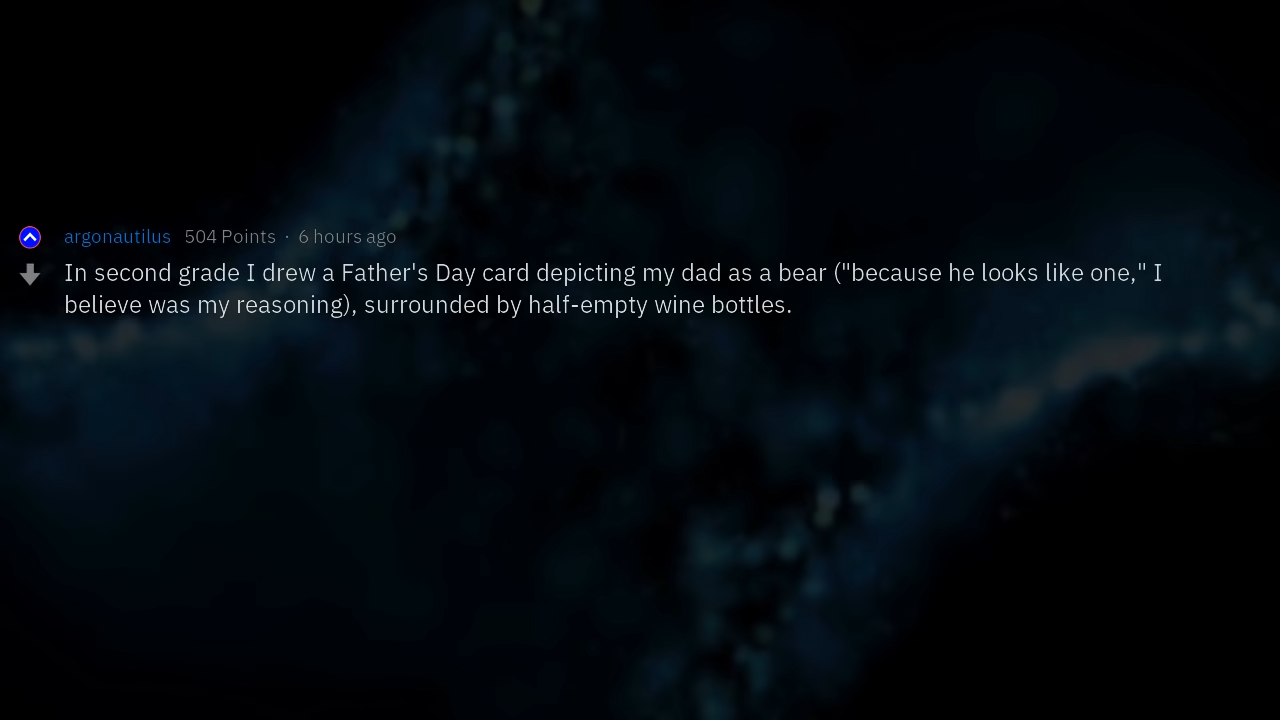 argonautilus 504 Points · 6 hours ago
In second grade I drew a Father's Day card depicting my dad as a bear ("because he looks like one," I
believe was my reasoning), surrounded by half-empty wine bottles.